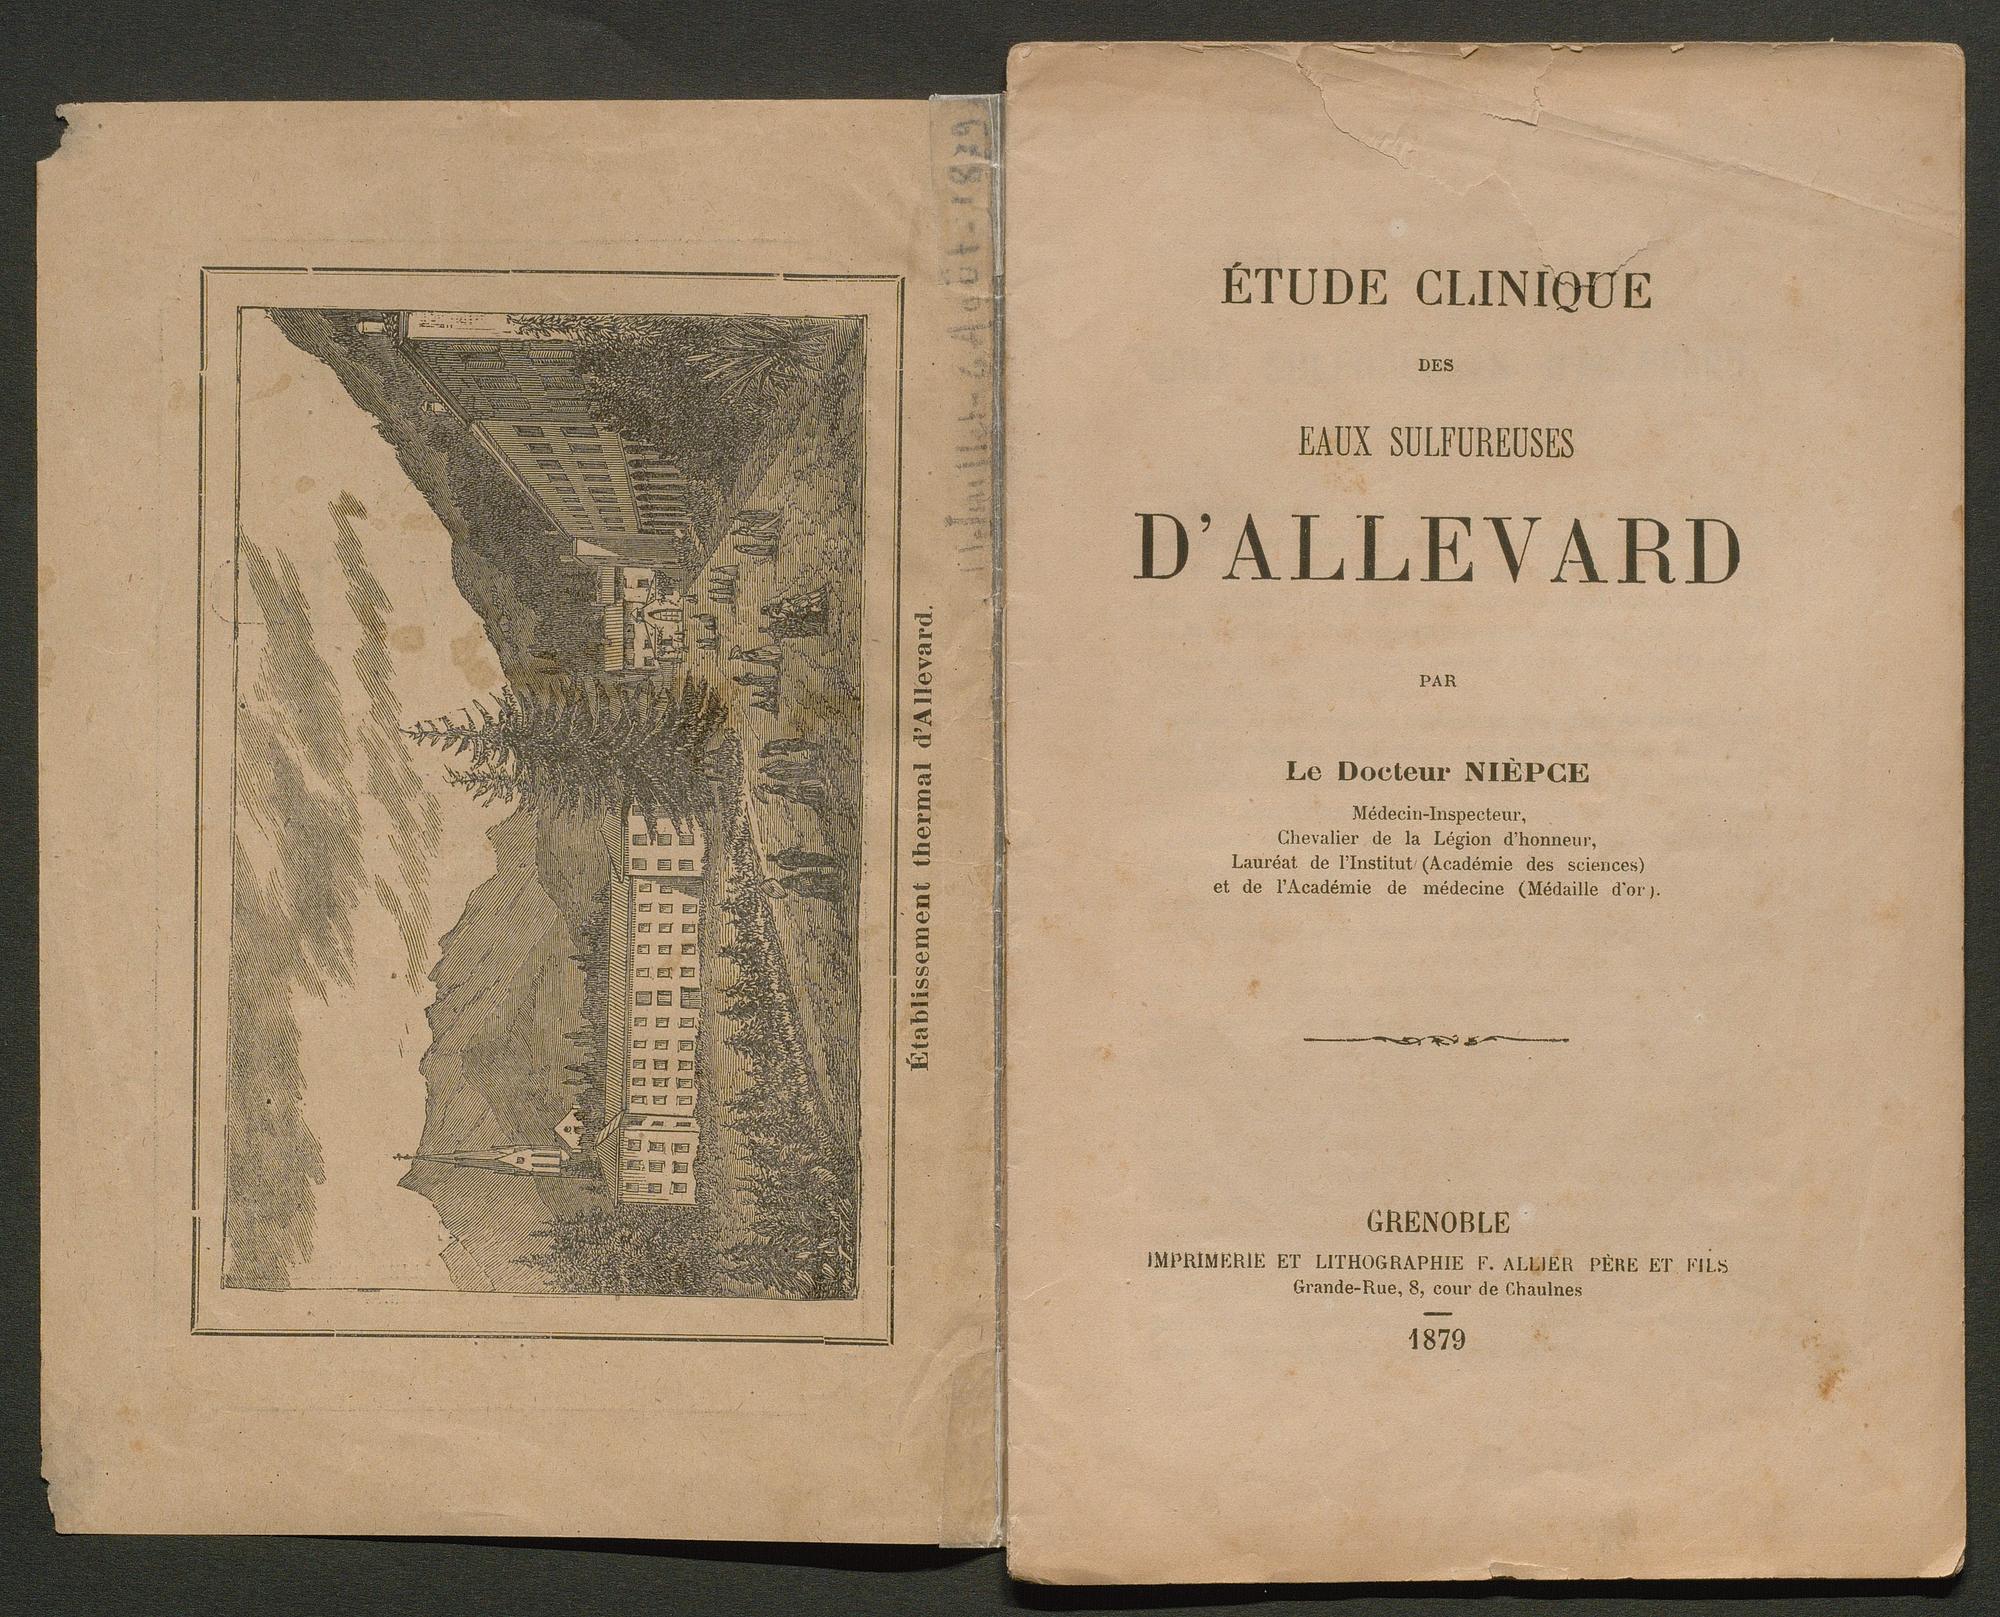 Établissement thermal d'Allevard.
ÉTUDE CLINIQUE
DES
EAUX SULFUREUSES
D'ALLEVARD
PAR
Le Docteur NIÈPCE
Médecin-Inspecteur,
Chevalier de la Légion d'honneur,
Lauréat de l'Institut (Académie des sciences)
et de l'Académie de médecine (Médaille d'or).
GRENOBLE
IMPRIMERIE ET LITHOGRAPHIE F. ALLIER PÈRE ET FILS
Grande-Rue, 8, cour de Chaulnes
1879